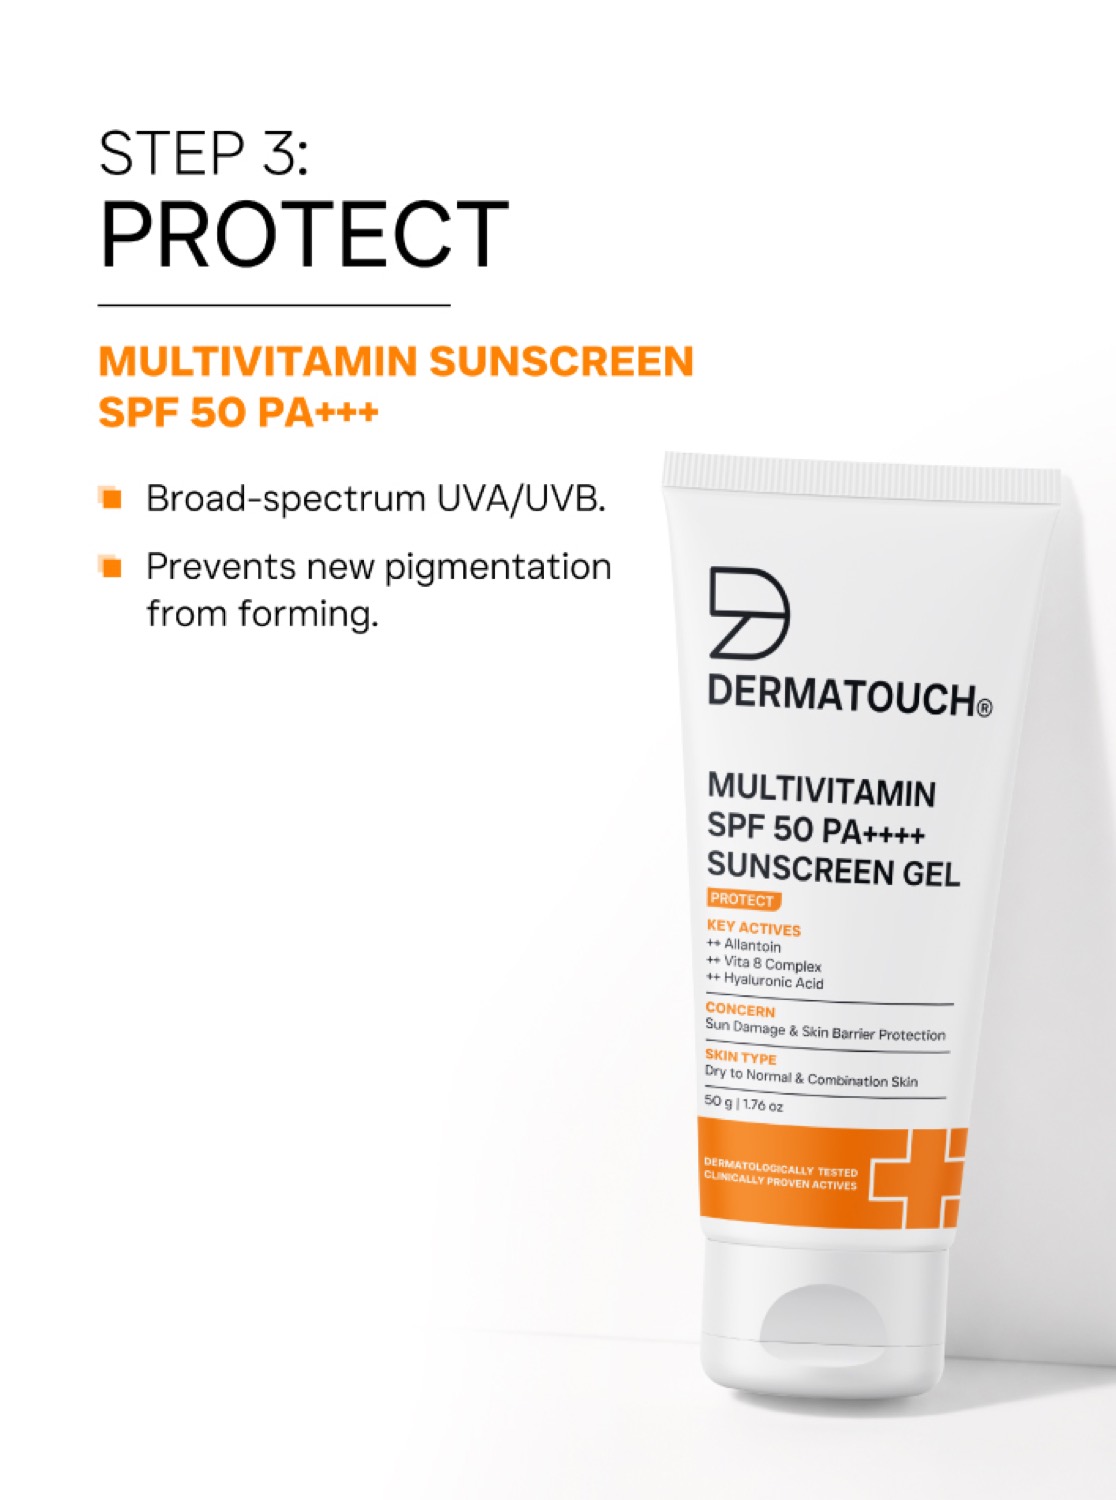 STEP 3:
PROTECT
MULTIVITAMIN SUNSCREEN
SPF 50 PA+++
Broad-spectrum UVA/UVB.
Prevents new pigmentation
from forming.
DERMATOUCH®
MULTIVITAMIN
SPF 50 PA++++
SUNSCREEN GEL
PROTECT
KEY ACTIVES
++ Allantoin
++ Vita 8 Complex
++ Hyaluronic Acid
CONCERN
Sun Damage & Skin Barrier Protection
SKIN TYPE
Dry to Normal & Combination Skin
50 g | 1.76 oz
DERMATOLOGICALLY TESTED
CLINICALLY PROVEN ACTIVES